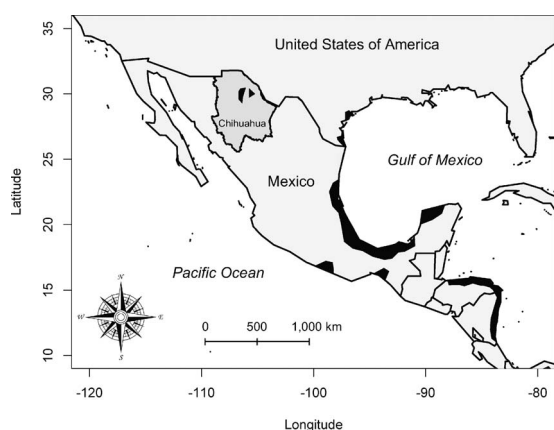 35
United States of America
30
Chihuahua
25
Gulf of Mexico
Mexico
Latitude
20
Pacific Ocean
15
N
W
E
S
0 500 1,000 km
10
-120 -110 -100 -90 -80
Longitude